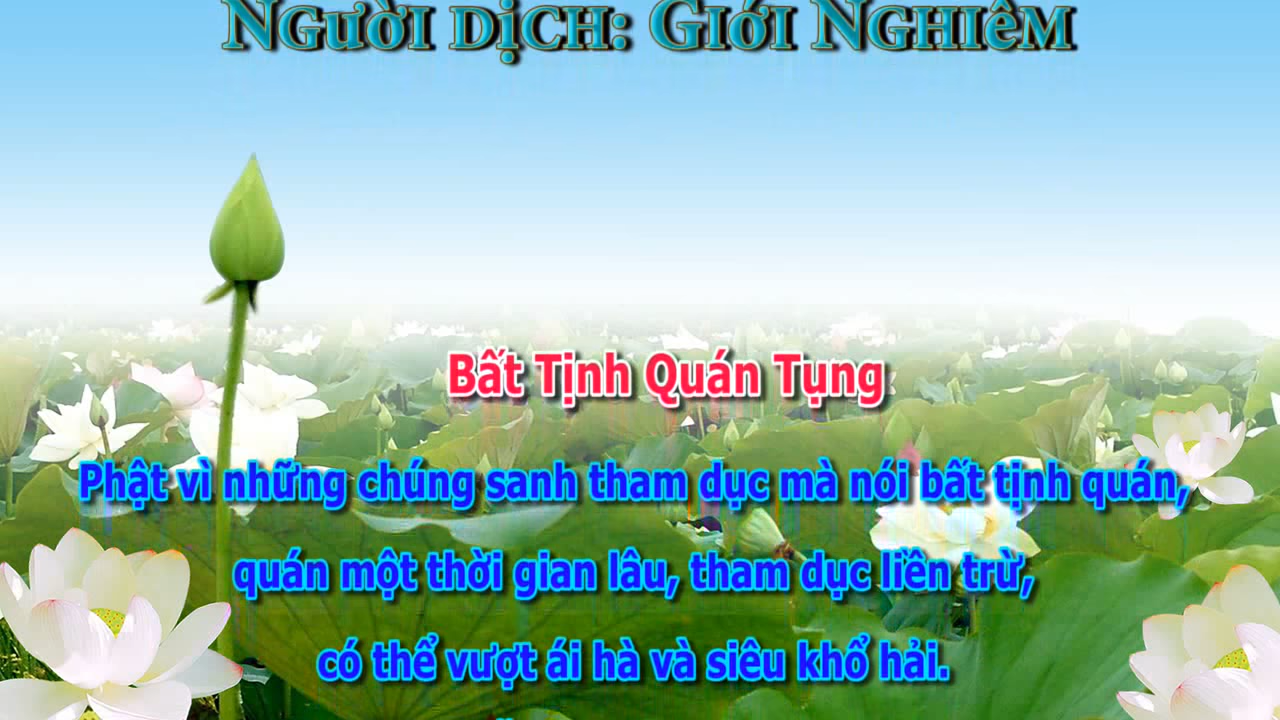 Người dịch: Giới Nghiêm
Bất Tịnh Quán Tụng
Phật vì những chúng sanh tham dục mà nói bất tịnh quán,
quán một thời gian lâu, tham dục liền trừ,
có thể vượt ái hà và siêu khổ hải.